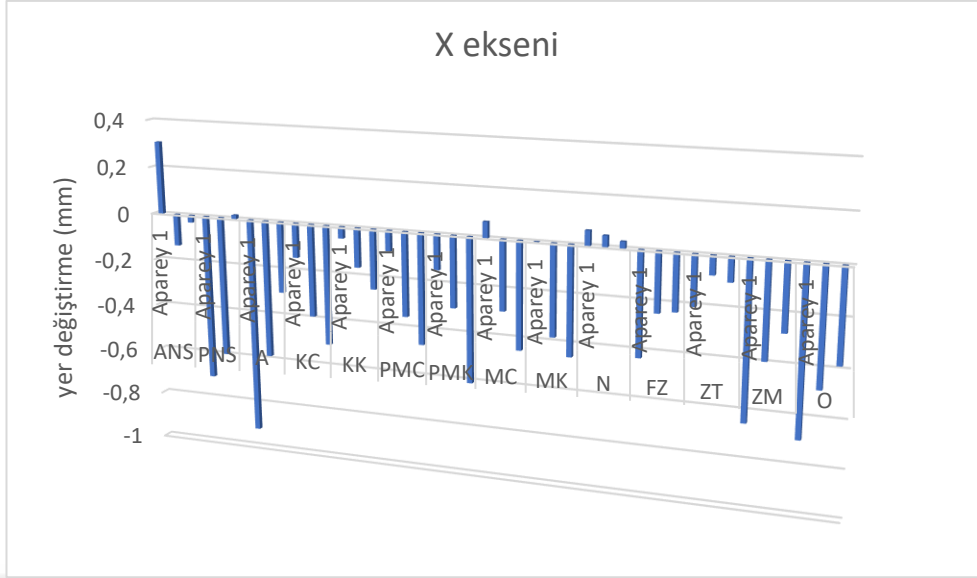 X ekseni
yer değiştirme (mm)
0,4
0,2
0
-0,2
-0,4
-0,6
-0,8
-1
Aparey 1
Aparey 1
Aparey 1
Aparey 1
Aparey 1
Aparey 1
Aparey 1
Aparey 1
Aparey 1
Aparey 1
Aparey 1
Aparey 1
Aparey 1
Aparey 1
ANS
PNS
A
KC
KK
PMC
PMK
MC
MK
N
FZ
ZT
ZM
O